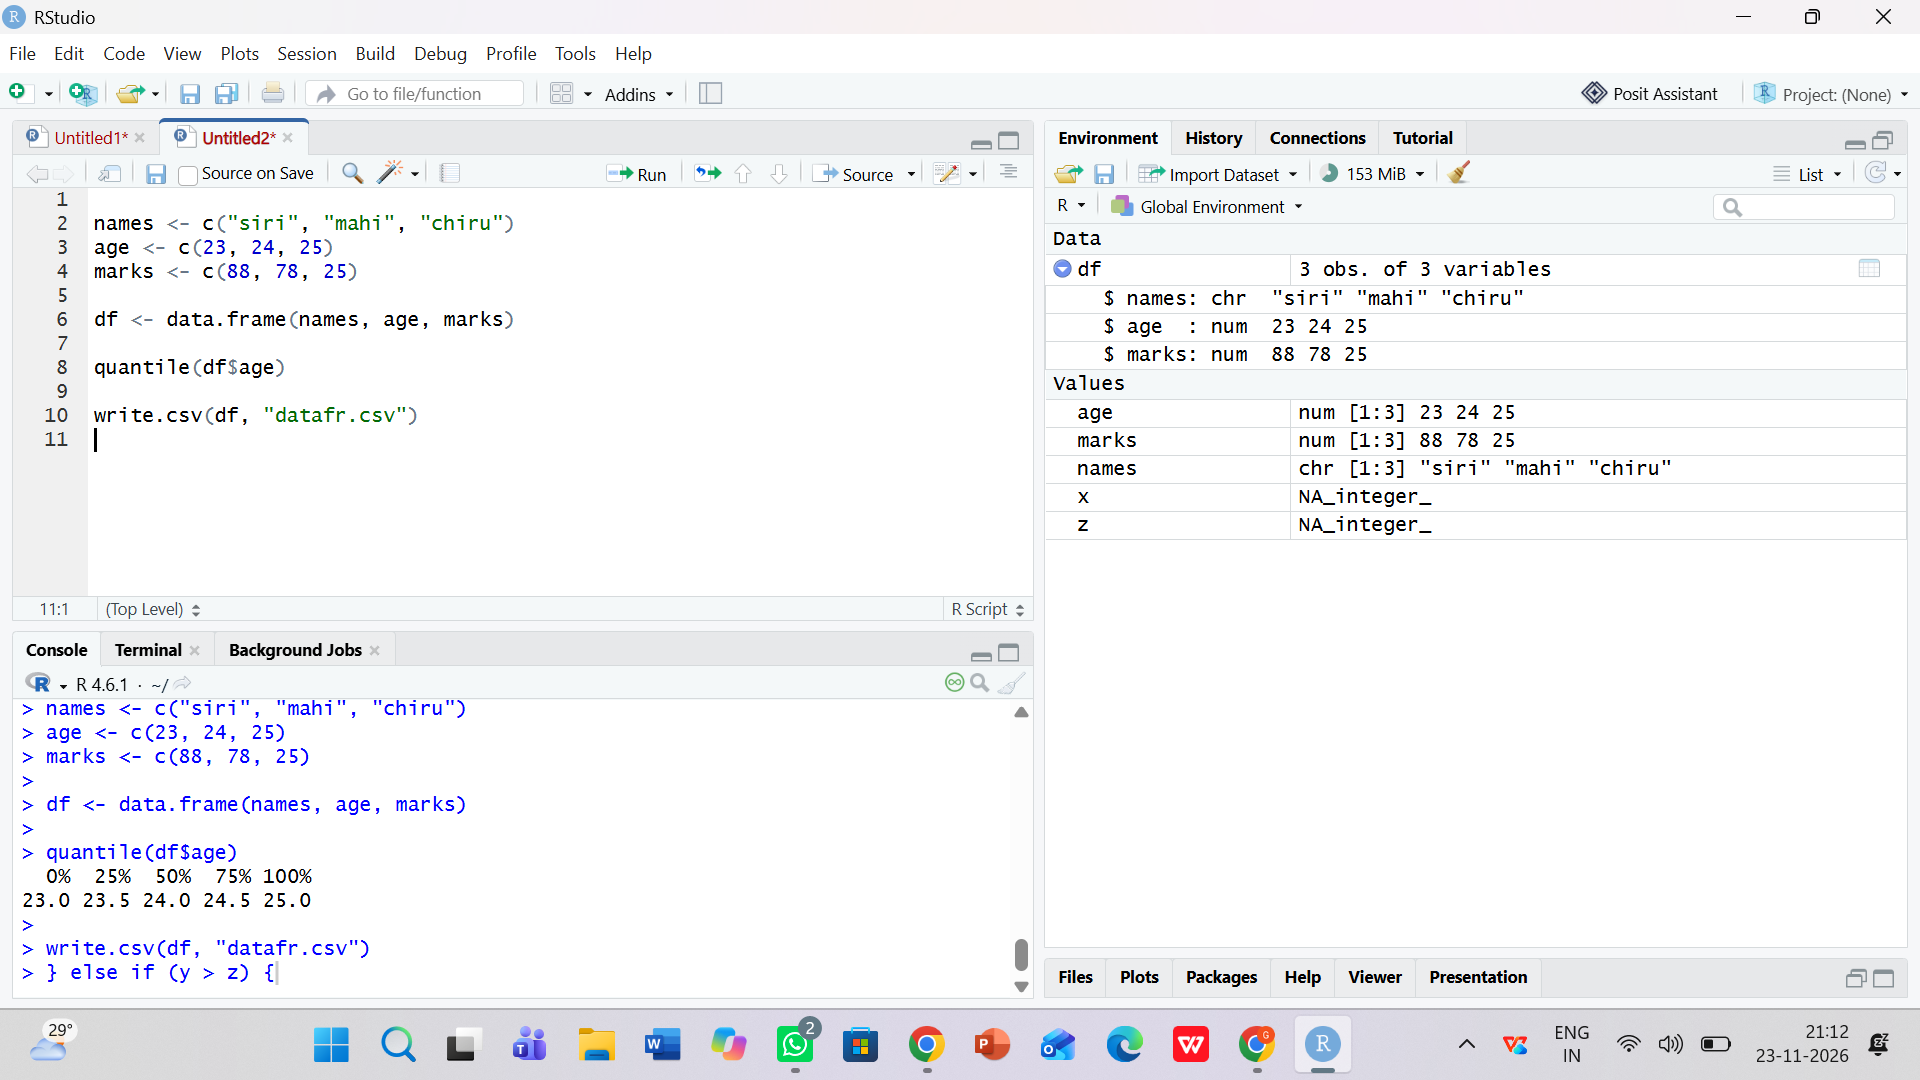 RStudio
File Edit Code View Plots Session Build Debug Profile Tools Help
Go to file/function Addins Posit Assistant Project: (None)
Untitled1* Untitled2*
Source on Save Run Source
1
2 names <- c("siri", "mahi", "chiru")
3 age <- c(23, 24, 25)
4 marks <- c(88, 78, 25)
5
6 df <- data.frame(names, age, marks)
7
8 quantile(df$age)
9
10 write.csv(df, "datafr.csv")
11
11:1 (Top Level) R Script
Console Terminal Background Jobs
R 4.6.1 · ~/
> names <- c("siri", "mahi", "chiru")
> age <- c(23, 24, 25)
> marks <- c(88, 78, 25)
>
> df <- data.frame(names, age, marks)
>
> quantile(df$age)
0% 25% 50% 75% 100%
23.0 23.5 24.0 24.5 25.0
>
> write.csv(df, "datafr.csv")
> } else if (y > z) {
Environment History Connections Tutorial
Import Dataset 153 MiB List
R Global Environment
Data
df 3 obs. of 3 variables
$ names: chr "siri" "mahi" "chiru"
$ age : num 23 24 25
$ marks: num 88 78 25
Values
age num [1:3] 23 24 25
marks num [1:3] 88 78 25
names chr [1:3] "siri" "mahi" "chiru"
x NA_integer_
z NA_integer_
Files Plots Packages Help Viewer Presentation
29°
2
ENG
IN
21:12
23-11-2026